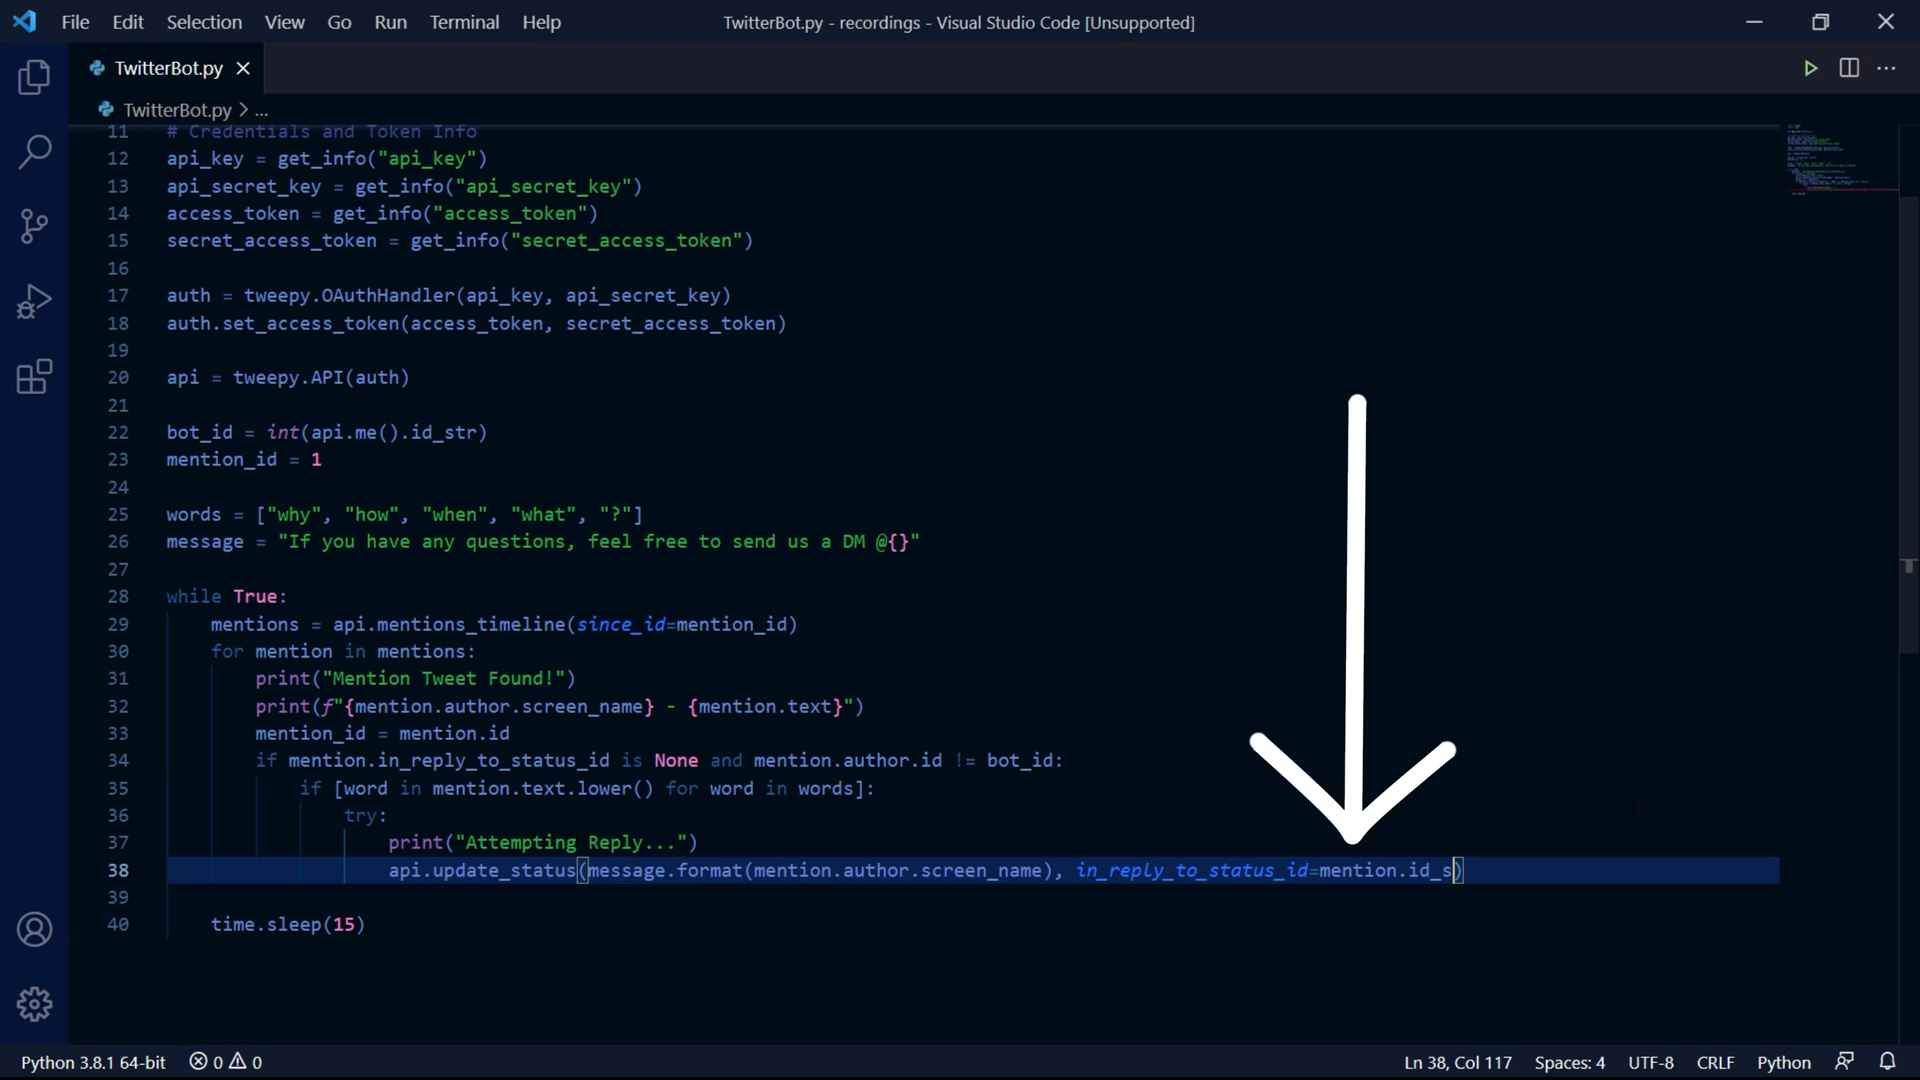 File Edit Selection View Go Run Terminal Help
TwitterBot.py - recordings - Visual Studio Code [Unsupported]
TwitterBot.py
TwitterBot.py > ...
11 # Credentials and Token Info
12 api_key = get_info("api_key")
13 api_secret_key = get_info("api_secret_key")
14 access_token = get_info("access_token")
15 secret_access_token = get_info("secret_access_token")
16
17 auth = tweepy.OAuthHandler(api_key, api_secret_key)
18 auth.set_access_token(access_token, secret_access_token)
19
20 api = tweepy.API(auth)
21
22 bot_id = int(api.me().id_str)
23 mention_id = 1
24
25 words = ["why", "how", "when", "what", "?"]
26 message = "If you have any questions, feel free to send us a DM @{}"
27
28 while True:
29     mentions = api.mentions_timeline(since_id=mention_id)
30     for mention in mentions:
31         print("Mention Tweet Found!")
32         print(f"{mention.author.screen_name} - {mention.text}")
33         mention_id = mention.id
34         if mention.in_reply_to_status_id is None and mention.author.id != bot_id:
35             if [word in mention.text.lower() for word in words]:
36                 try:
37                     print("Attempting Reply...")
38                     api.update_status(message.format(mention.author.screen_name), in_reply_to_status_id=mention.id_s)
39
40     time.sleep(15)
Python 3.8.1 64-bit 0 0 Ln 38, Col 117 Spaces: 4 UTF-8 CRLF Python